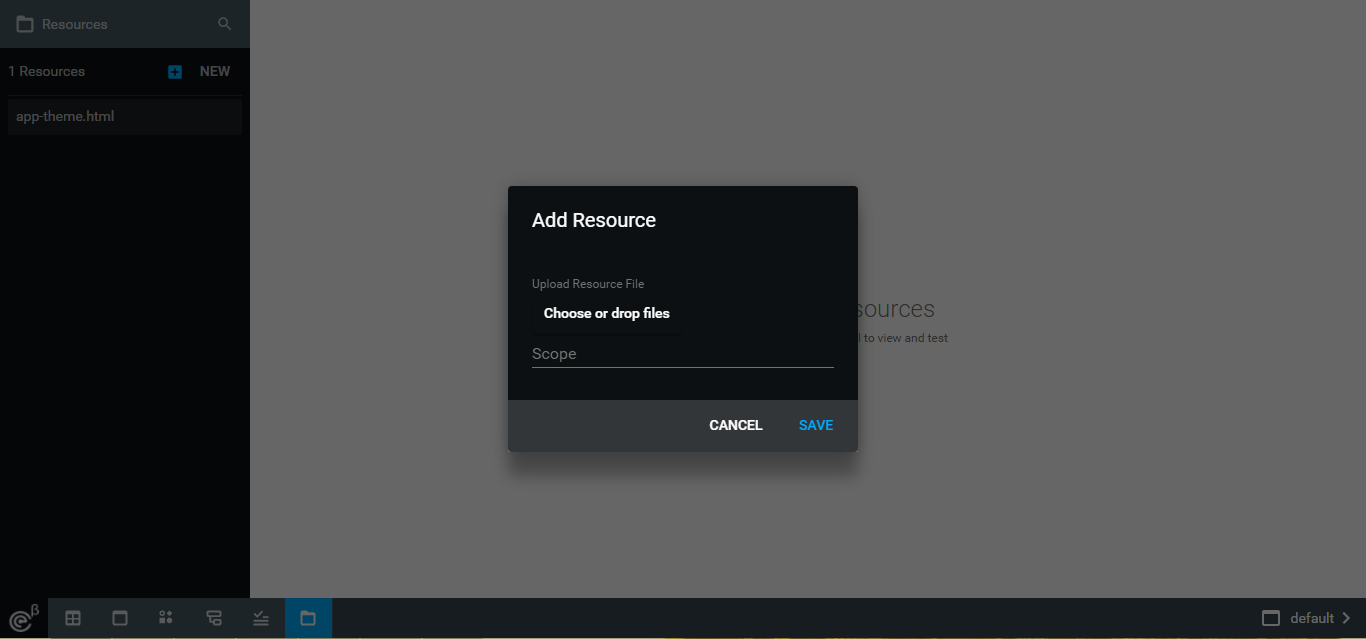 Resources
1 Resources
NEW
app-theme.html
Add Resource
Upload Resource File
Choose or drop files
Scope
CANCEL
SAVE
to view and test
β
default